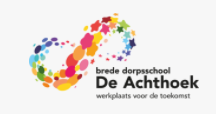 brede dorpsschool
De Achthoek
werkplaats voor de toekomst